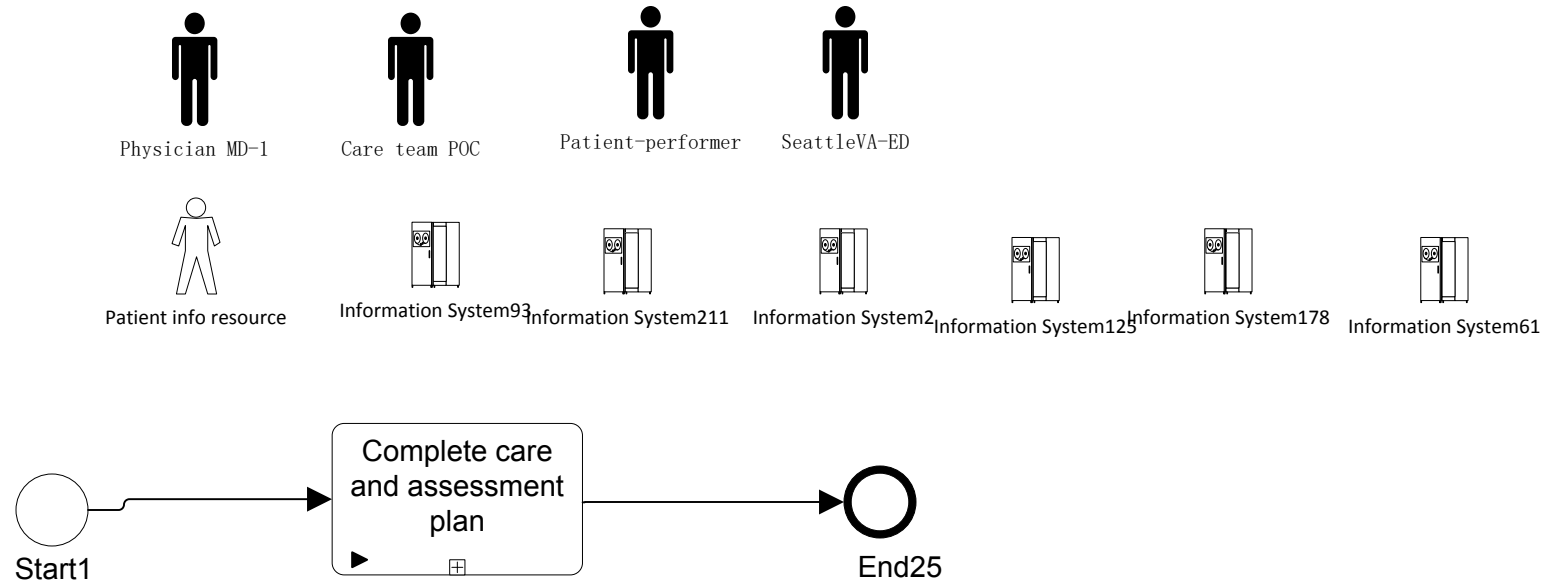 Physician MD-1
Care team POC
Patient-performer
SeattleVA-ED
Patient info resource
Information System93
Information System211
Information System2
Information System125
Information System178
Information System61
Complete care
and assessment
plan
Start1
End25